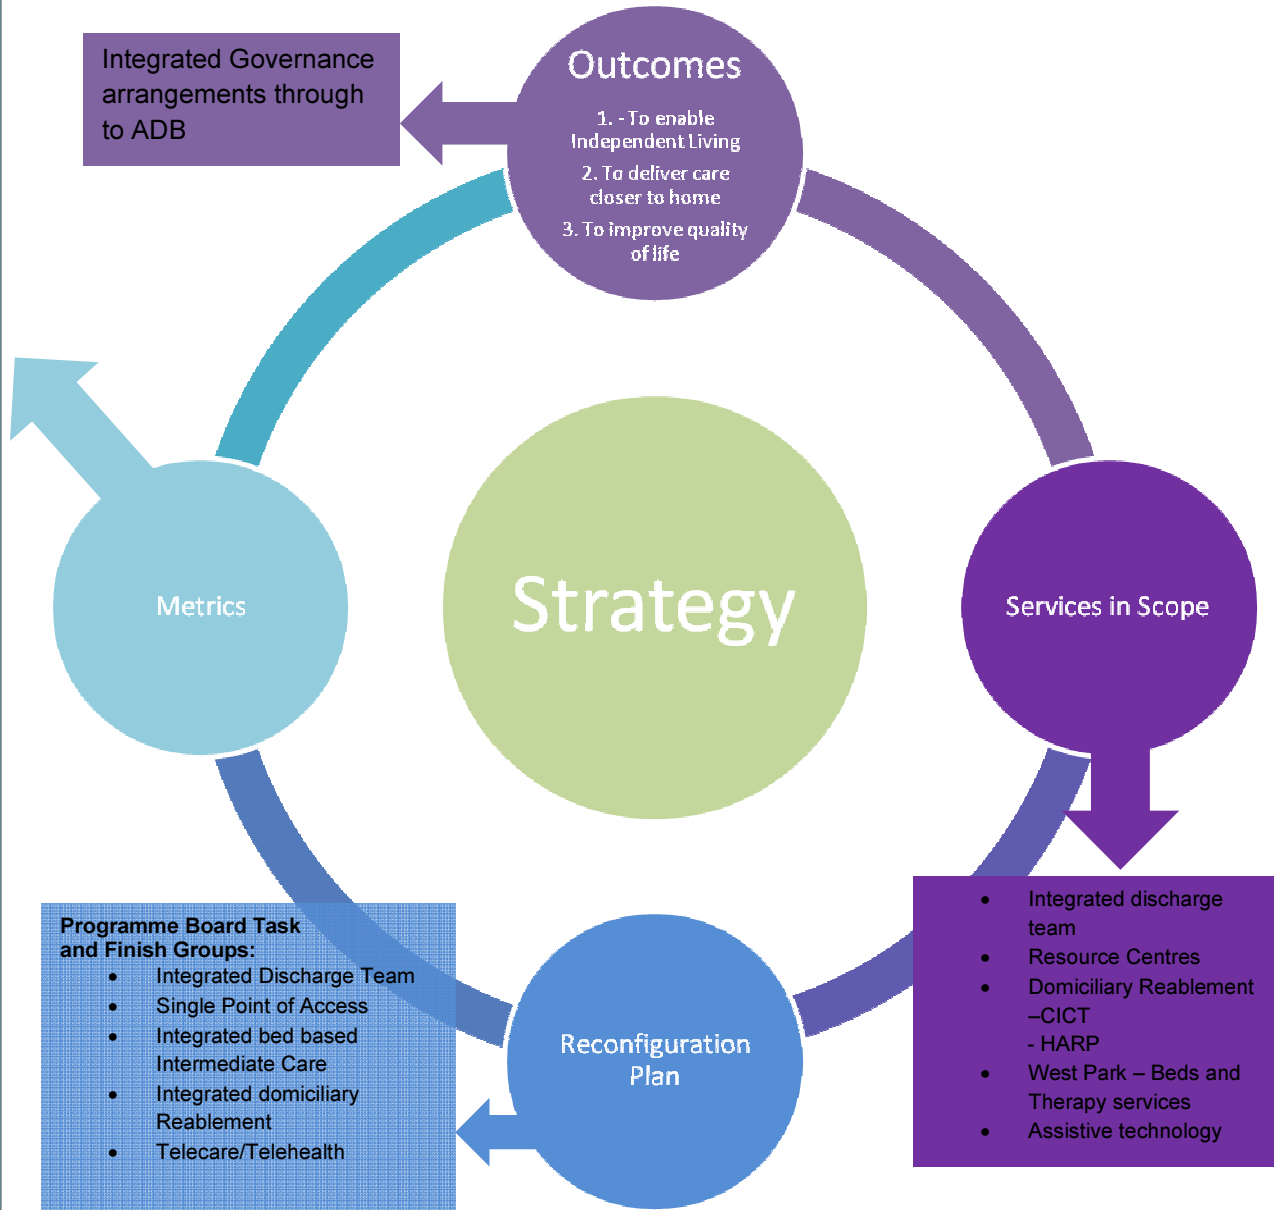 Integrated Governance
arrangements through
to ADB
Outcomes
1. - To enable
Independent Living
2. To deliver care
closer to home
3. To improve quality
of life
Strategy
Metrics
Services in Scope
• Integrated discharge
team
• Resource Centres
• Domiciliary Reablement
–CICT
- HARP
• West Park – Beds and
Therapy services
• Assistive technology
Reconfiguration
Plan
Programme Board Task
and Finish Groups:
• Integrated Discharge Team
• Single Point of Access
• Integrated bed based
Intermediate Care
• Integrated domiciliary
Reablement
• Telecare/Telehealth